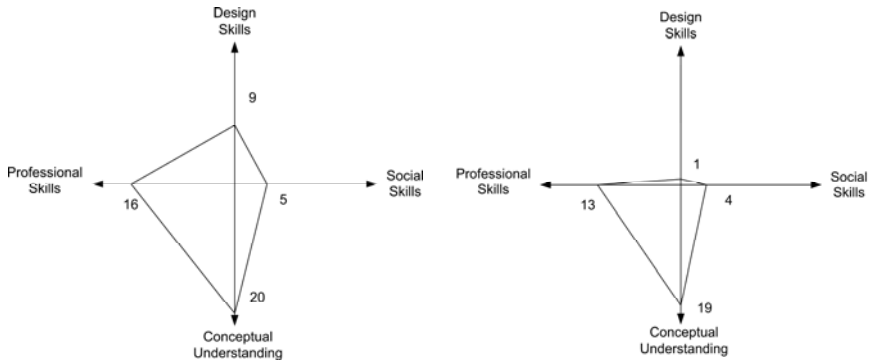 Design
Skills
9
Professional
Skills
Social
Skills
16
5
20
Conceptual
Understanding
Design
Skills
1
Professional
Skills
Social
Skills
13
4
19
Conceptual
Understanding